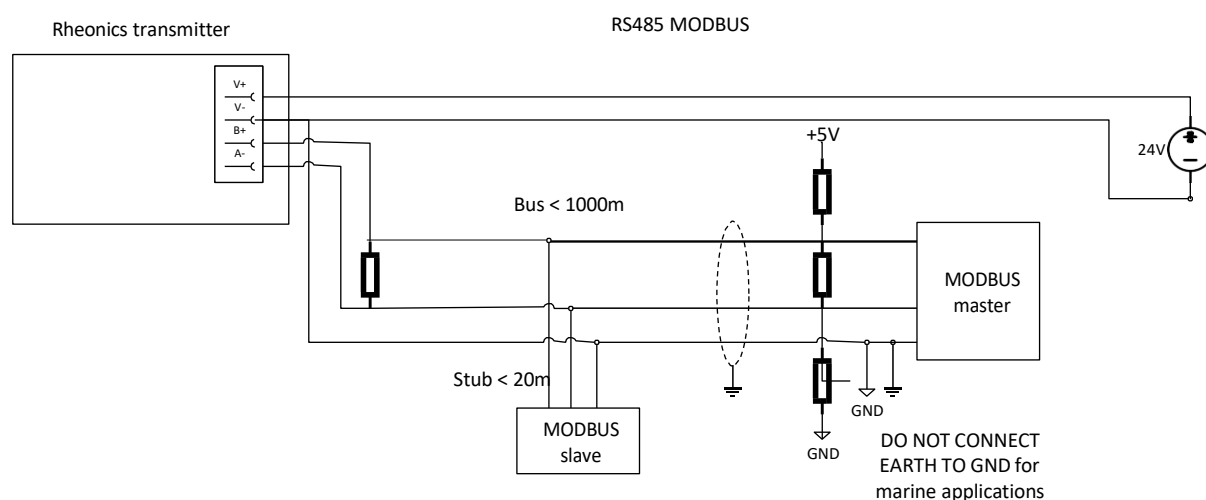 RS485 MODBUS
Rheonics transmitter
V+
V-
B+
A-
+5V
24V
Bus < 1000m
MODBUS
master
Stub < 20m
MODBUS
slave
GND
GND
DO NOT CONNECT
EARTH TO GND for
marine applications